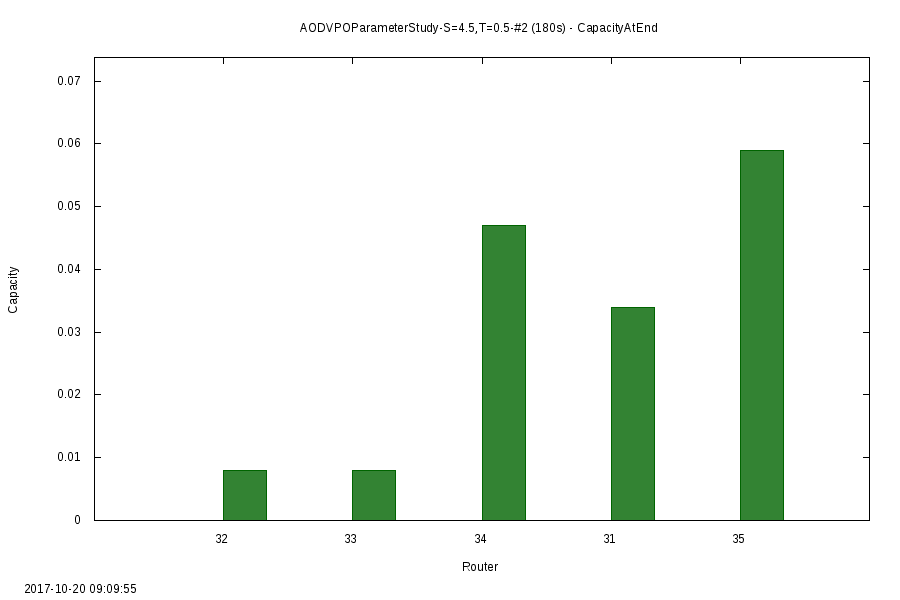 AODVPOParameterStudy-S=4.5,T=0.5-#2 (180s) - CapacityAtEnd
0.07
0.06
0.05
0.04
0.03
0.02
0.01
0
Capacity
32 33 34 31 35
Router
2017-10-20 09:09:55